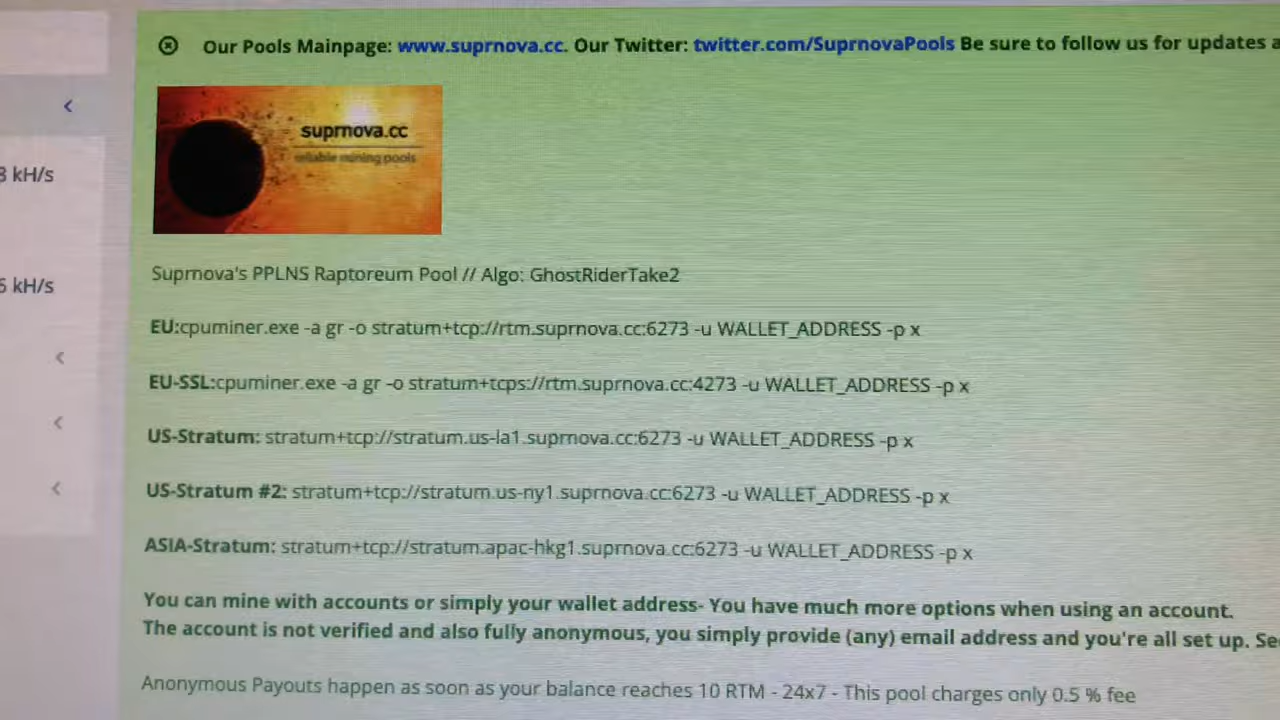 Our Pools Mainpage: www.suprnova.cc. Our Twitter: twitter.com/SuprnovaPools Be sure to follow us for updates a
suprnova.cc
reliable mining pools
kH/s
kH/s
Suprnova's PPLNS Raptoreum Pool // Algo: GhostRiderTake2
EU:cpuminer.exe -a gr -o stratum+tcp://rtm.suprnova.cc:6273 -u WALLET_ADDRESS -p x
EU-SSL:cpuminer.exe -a gr -o stratum+tcps://rtm.suprnova.cc:4273 -u WALLET_ADDRESS -p x
US-Stratum: stratum+tcp://stratum.us-la1.suprnova.cc:6273 -u WALLET_ADDRESS -p x
US-Stratum #2: stratum+tcp://stratum.us-ny1.suprnova.cc:6273 -u WALLET_ADDRESS -p x
ASIA-Stratum: stratum+tcp://stratum.apac-hkg1.suprnova.cc:6273 -u WALLET_ADDRESS -p x
You can mine with accounts or simply your wallet address- You have much more options when using an account.
The account is not verified and also fully anonymous, you simply provide (any) email address and you're all set up. Se
Anonymous Payouts happen as soon as your balance reaches 10 RTM - 24x7 - This pool charges only 0.5 % fee